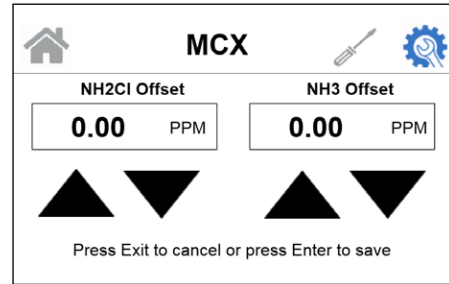 MCX
NH2Cl Offset NH3 Offset
0.00 PPM 0.00 PPM
Press Exit to cancel or press Enter to save